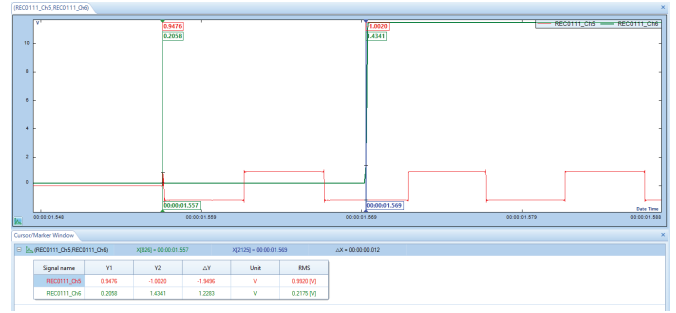 (REC0111_Ch5,REC0111_Ch6)
V
0.9476
0.2058
-1.0020
1.4341
REC0111_Ch5
REC0111_Ch6
10
8
6
4
2
0
00:00:01.557
00:00:01.569
Date Time
00:00:01.549
00:00:01.559
00:00:01.569
00:00:01.579
00:00:01.588
Cursor/Marker Window
(REC0111_Ch5,REC0111_Ch6) X[826] = 00:00:01.557 X[2125] = 00:00:01.569 △X = 00:00:00.012
Signal name Y1 Y2 △Y Unit RMS
REC0111_Ch5 0.9476 -1.0020 -1.9496 V 0.9920 [V]
REC0111_Ch6 0.2058 1.4341 1.2283 V 0.2175 [V]